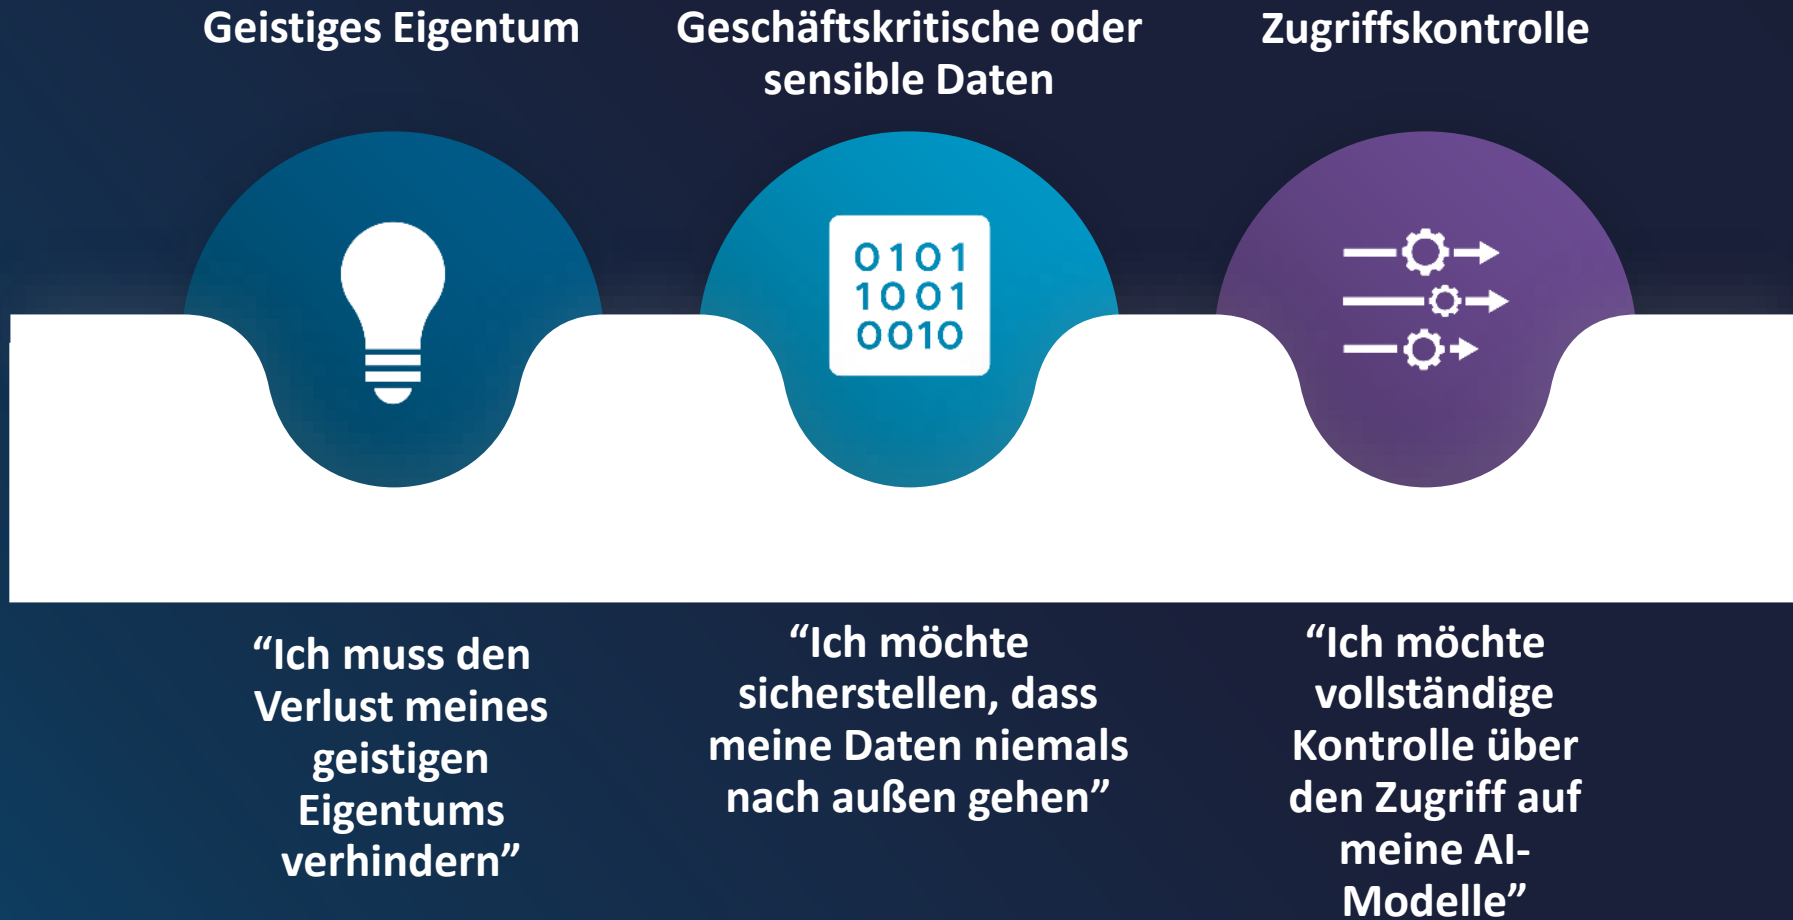 Geistiges Eigentum
Geschäftskritische oder
sensible Daten
Zugriffskontrolle
0101
1001
0010
“Ich muss den
Verlust meines
geistigen
Eigentums
verhindern”
“Ich möchte
sicherstellen, dass
meine Daten niemals
nach außen gehen”
“Ich möchte
vollständige
Kontrolle über
den Zugriff auf
meine AI-
Modelle”